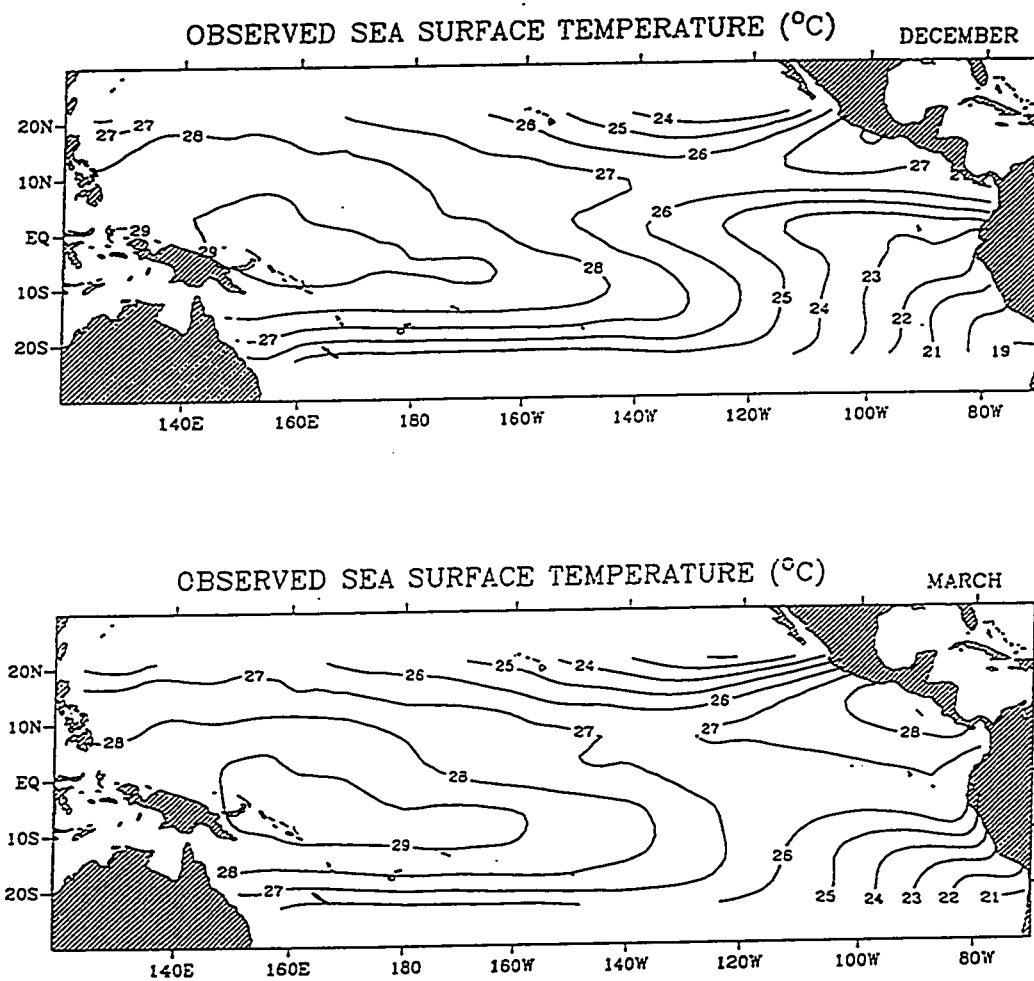 OBSERVED SEA SURFACE TEMPERATURE (°C) DECEMBER
20N
10N
EQ
10S
20S
27 27 28 26 25 24
26
27 27
26
29
29
28
25 24 23 22
21
19
27
140E 160E 180 160W 140W 120W 100W 80W
OBSERVED SEA SURFACE TEMPERATURE (°C) MARCH
20N
10N
EQ
10S
20S
27 26 25 24
26
27 27
28
28 28
29
26
28
27
25 24 23 22 21
140E 160E 180 160W 140W 120W 100W 80W